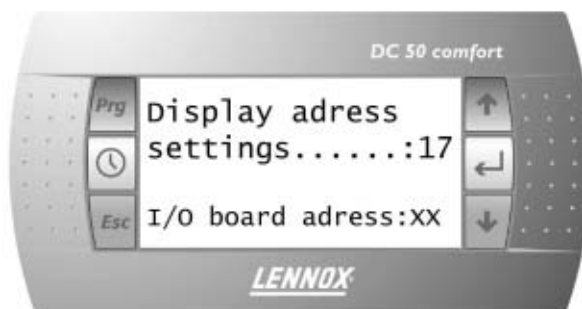 DC 50 comfort
Prg
Display adress
settings......:17
Esc
I/O board adress:XX
LENNOX